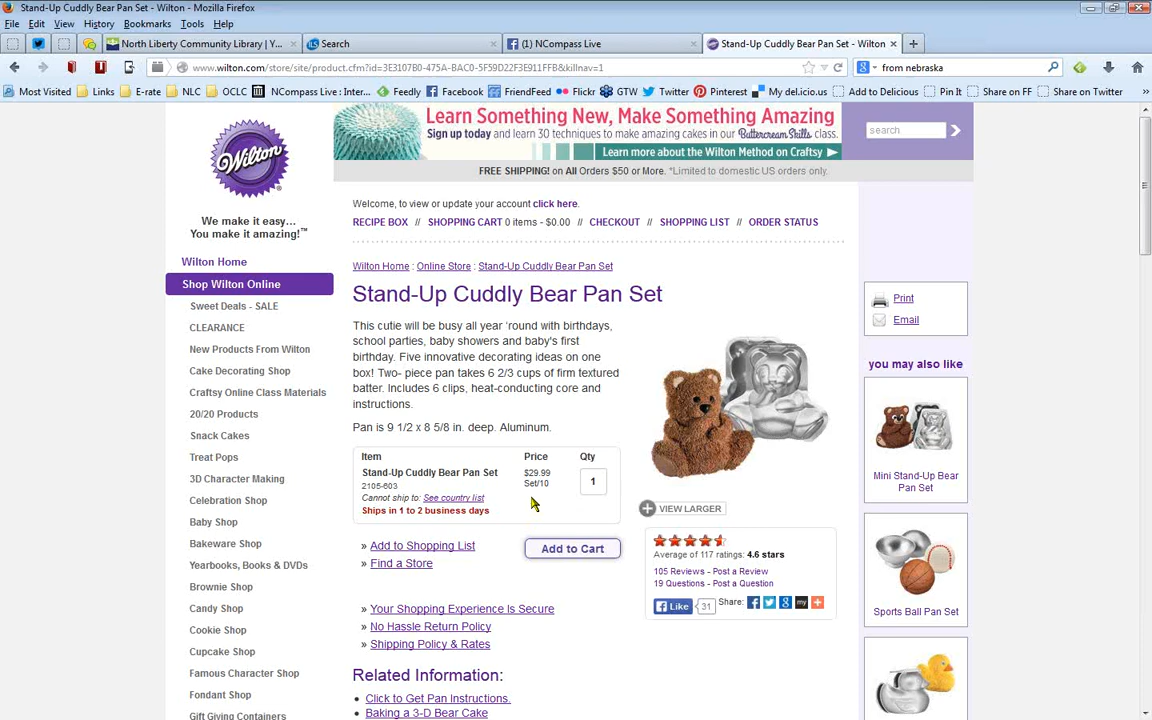 Stand-Up Cuddly Bear Pan Set - Wilton - Mozilla Firefox
File Edit View History Bookmarks Tools Help
North Liberty Community Library | Y... × Search × (1) NCompass Live × Stand-Up Cuddly Bear Pan Set - Wilton ×
www.wilton.com/store/site/product.cfm?id=3E3107B0-475A-BAC0-5F59D22F3E911FFB&killnav=1
from nebraska
Most Visited Links E-rate NLC OCLC NCompass Live : Inter... Feedly Facebook FriendFeed Flickr GTW Twitter Pinterest My del.icio.us Add to Delicious Pin It Share on FF Share on Twitter
Learn Something New, Make Something Amazing
Sign up today and learn 30 techniques to make amazing cakes in our Buttercream Skills class.
Learn more about the Wilton Method on Craftsy
search
FREE SHIPPING! on All Orders $50 or More. *Limited to domestic US orders only.
Wilton
We make it easy...
You make it amazing!™
Welcome, to view or update your account click here.
RECIPE BOX // SHOPPING CART 0 items - $0.00 // CHECKOUT // SHOPPING LIST // ORDER STATUS
Wilton Home
Shop Wilton Online
Sweet Deals - SALE
CLEARANCE
New Products From Wilton
Cake Decorating Shop
Craftsy Online Class Materials
20/20 Products
Snack Cakes
Treat Pops
3D Character Making
Celebration Shop
Baby Shop
Bakeware Shop
Yearbooks, Books & DVDs
Brownie Shop
Candy Shop
Cookie Shop
Cupcake Shop
Famous Character Shop
Fondant Shop
Gift Giving Containers
Wilton Home : Online Store : Stand-Up Cuddly Bear Pan Set
Stand-Up Cuddly Bear Pan Set
This cutie will be busy all year 'round with birthdays,
school parties, baby showers and baby's first
birthday. Five innovative decorating ideas on one
box! Two- piece pan takes 6 2/3 cups of firm textured
batter. Includes 6 clips, heat-conducting core and
instructions.
Pan is 9 1/2 x 8 5/8 in. deep. Aluminum.
Item Price Qty
Stand-Up Cuddly Bear Pan Set $29.99
2105-603 Set/10 1
Cannot ship to: See country list
Ships in 1 to 2 business days
» Add to Shopping List
Add to Cart
» Find a Store
» Your Shopping Experience Is Secure
» No Hassle Return Policy
» Shipping Policy & Rates
Related Information:
• Click to Get Pan Instructions.
• Baking a 3-D Bear Cake
VIEW LARGER
Average of 117 ratings: 4.6 stars
105 Reviews - Post a Review
19 Questions - Post a Question
Like 31 Share:
Print
Email
you may also like
Mini Stand-Up Bear
Pan Set
Sports Ball Pan Set